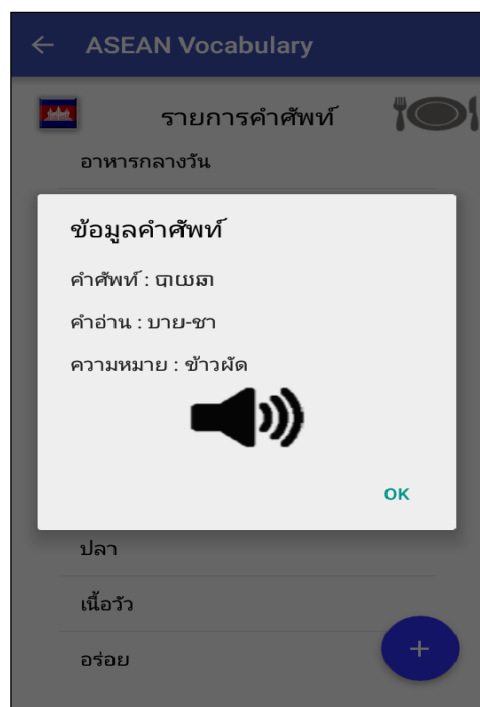 ASEAN Vocabulary
รายการคำศัพท์
อาหารกลางวัน
ข้อมูลคำศัพท์
คำศัพท์ : បាយឆា
คำอ่าน : บาย-ชา
ความหมาย : ข้าวผัด
OK
ปลา
เนื้อวัว
อร่อย